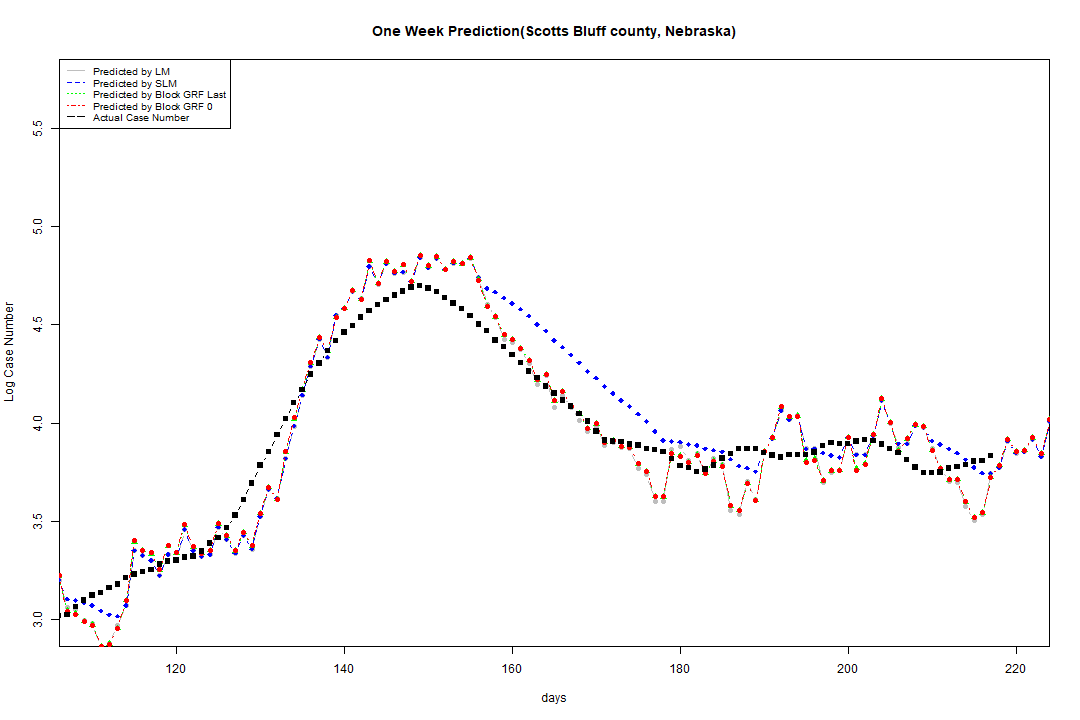 One Week Prediction(Scotts Bluff county, Nebraska)
Predicted by LM
Predicted by SLM
Predicted by Block GRF Last
Predicted by Block GRF 0
Actual Case Number
5.5
5.0
4.5
4.0
3.5
3.0
Log Case Number
120 140 160 180 200 220
days